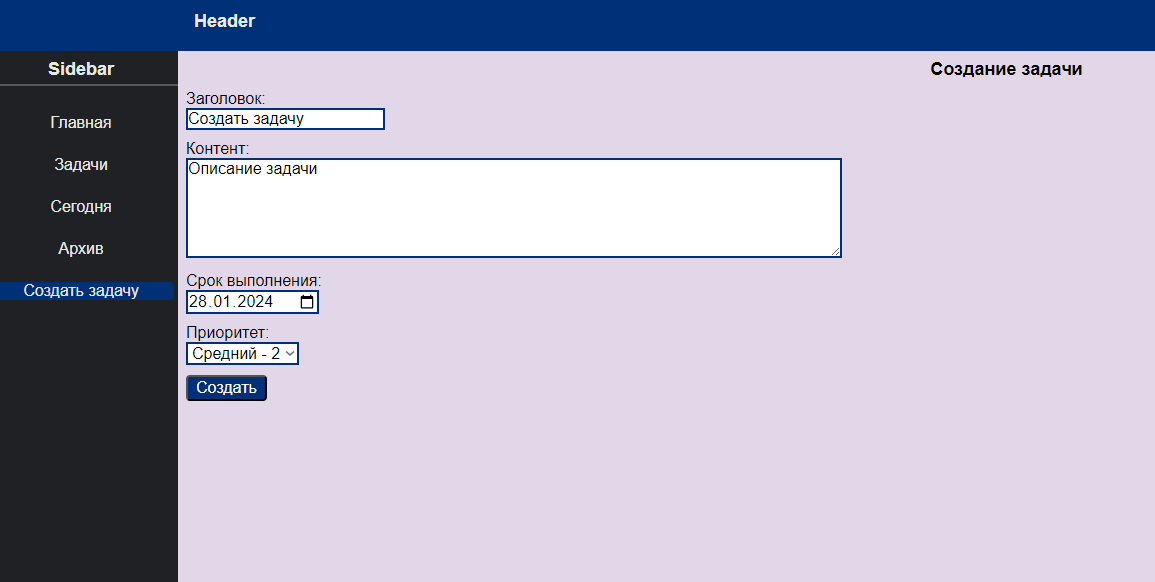 Header
Sidebar
Главная
Задачи
Сегодня
Архив
Создать задачу
Создание задачи
Заголовок:
Создать задачу
Контент:
Описание задачи
Срок выполнения:
28.01.2024
Приоритет:
Средний - 2
Создать